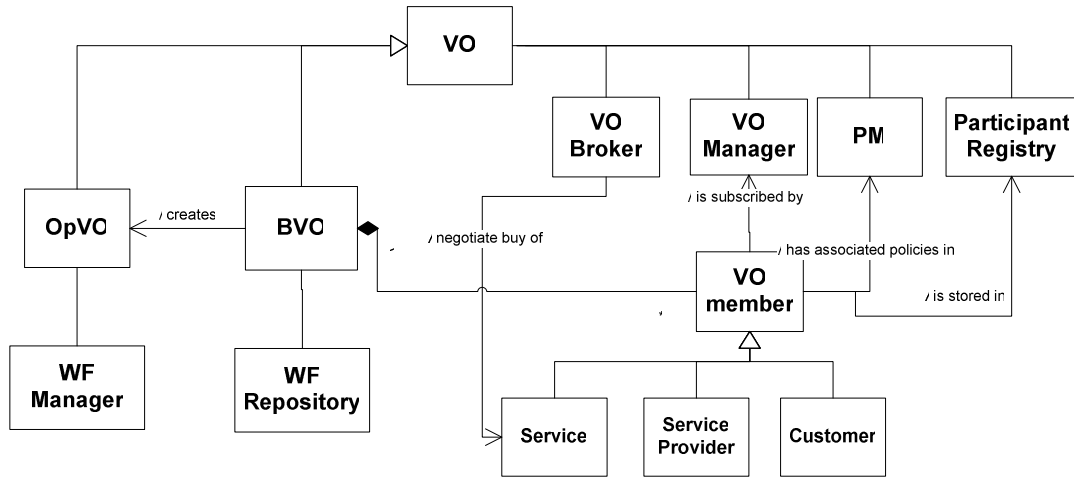 VO
VO
Broker
VO
Manager
PM
Participant
Registry
/ is subscribed by
OpVO
/ creates
BVO
/ negotiate buy of
/ has associated policies in
VO
member
/ is stored in
WF
Manager
WF
Repository
Service
Service
Provider
Customer